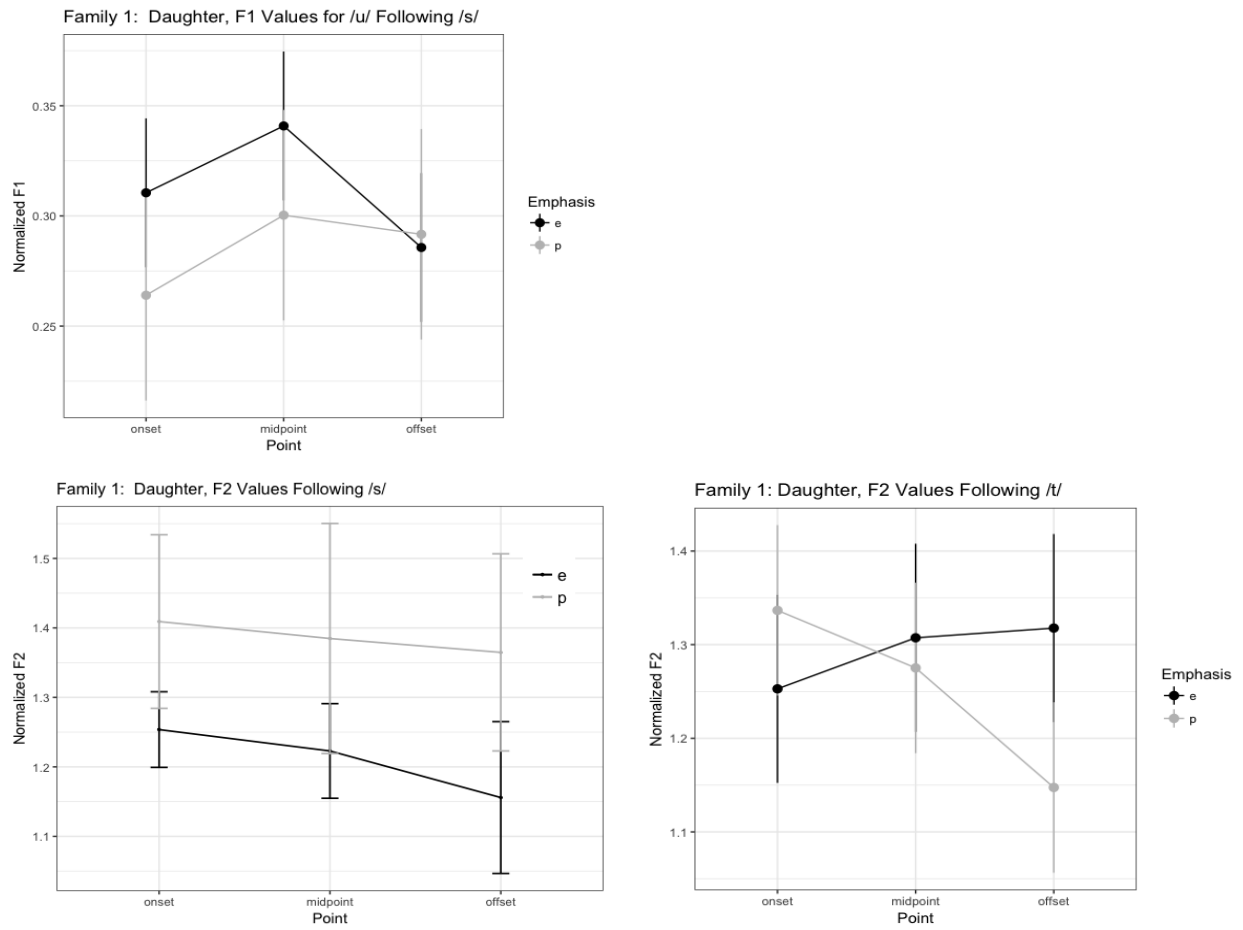 Family 1:  Daughter, F1 Values for /u/ Following /s/
Normalized F1
0.35
0.30
0.25
onset midpoint offset
Point
Emphasis
e
p
Family 1:  Daughter, F2 Values Following /s/
Normalized F2
1.5
1.4
1.3
1.2
1.1
e
p
onset midpoint offset
Point
Family 1: Daughter, F2 Values Following /t/
Normalized F2
1.4
1.3
1.2
1.1
onset midpoint offset
Point
Emphasis
e
p